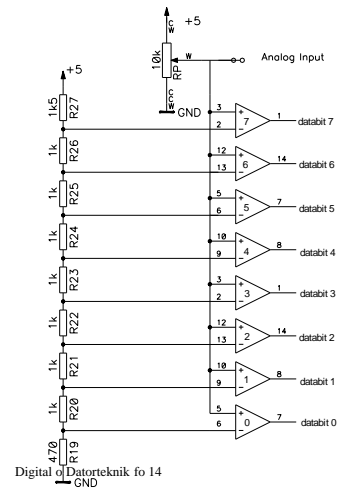 +5
CW
10k
RP
W
Analog Input
CCW
GND
+5
1k5 R27
3
2
+
7
-
1
databit 7
1k R26
12
13
+
6
-
14
databit 6
1k R25
5
6
+
5
-
7
databit 5
1k R24
10
9
+
4
-
8
databit 4
1k R23
3
2
+
3
-
1
databit 3
1k R22
12
13
+
2
-
14
databit 2
1k R21
10
9
+
1
-
8
databit 1
1k R20
5
6
+
0
-
7
databit 0
470 R19
Digital o Datorteknik fo 14
GND